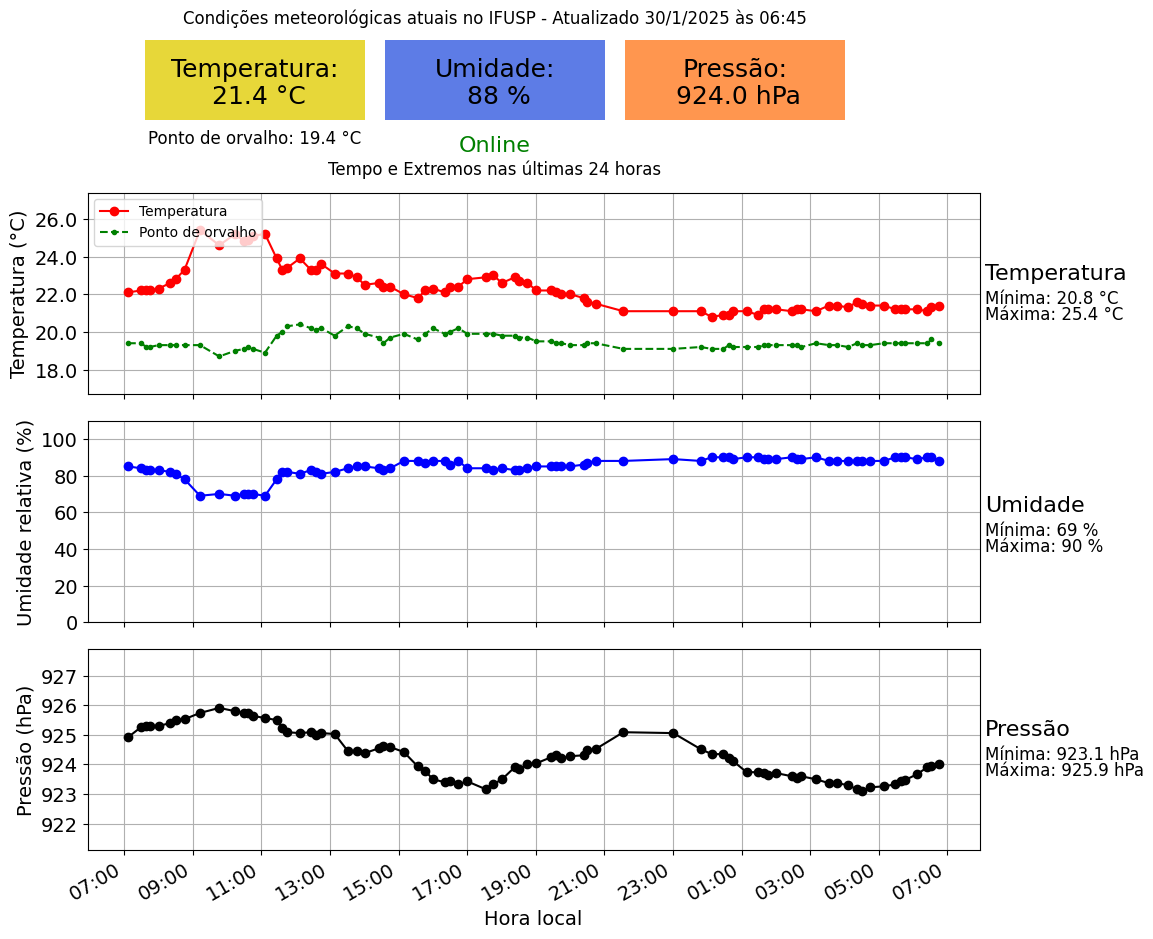 Condições meteorológicas atuais no IFUSP - Atualizado 30/1/2025 às 06:45
Temperatura:
21.4 °C
Umidade:
88 %
Pressão:
924.0 hPa
Ponto de orvalho: 19.4 °C
Online
Tempo e Extremos nas últimas 24 horas
Temperatura (°C)
26.0
24.0
22.0
20.0
18.0
Temperatura
Ponto de orvalho
Temperatura
Mínima: 20.8 °C
Máxima: 25.4 °C
Umidade relativa (%)
100
80
60
40
20
0
Umidade
Mínima: 69 %
Máxima: 90 %
Pressão (hPa)
927
926
925
924
923
922
Pressão
Mínima: 923.1 hPa
Máxima: 925.9 hPa
07:00 09:00 11:00 13:00 15:00 17:00 19:00 21:00 23:00 01:00 03:00 05:00 07:00
Hora local